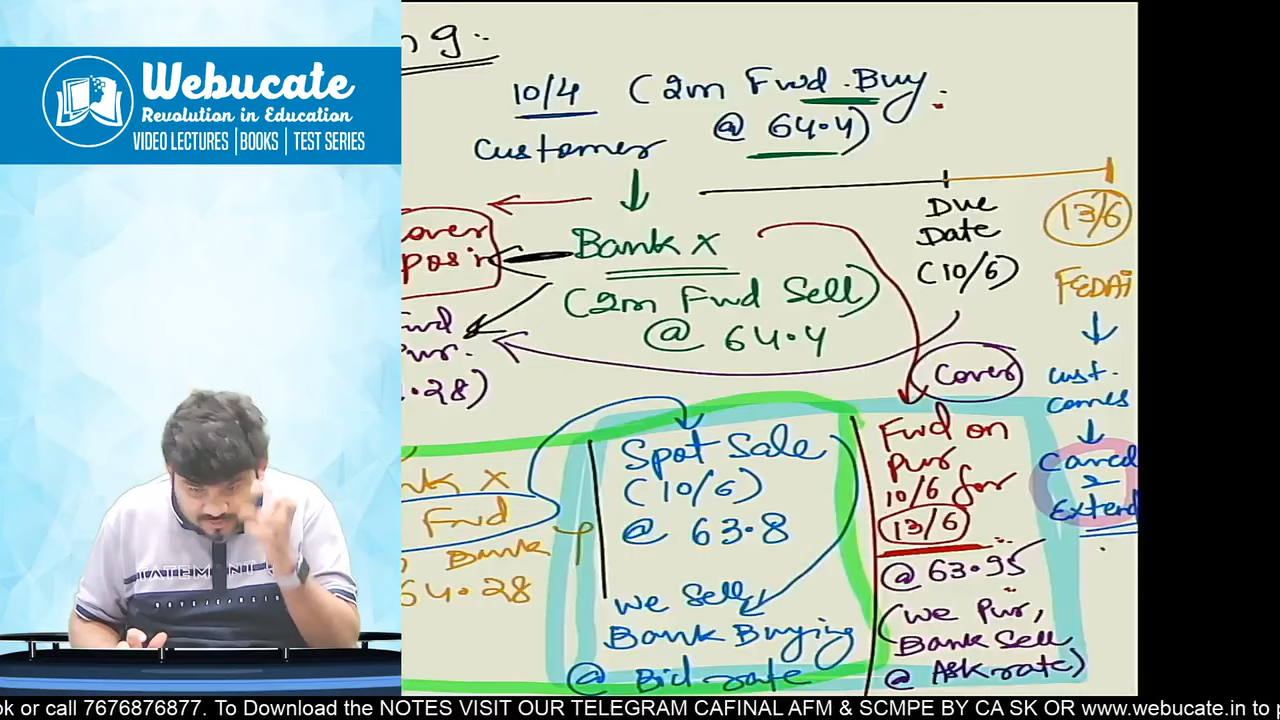 Webucate
Revolution in Education
VIDEO LECTURES | BOOKS | TEST SERIES
10/4 (2m Fwd. Buy
@ 64.4)
Customer
Bank X
(2m Fwd Sell)
@ 64.4
Due
Date
(10/6)
13/6
FEDAI
cust.
comes
Cancel
&
Extend
Cover
Fwd on
pur
10/6 for
13/6
@ 63.95
(we Pur,
Bank Sell
@ Ask rate)
Spot Sale
(10/6)
@ 63.8
we Sell,
Bank Buying
@ Bid rate
Fwd
Bank
64.28
ok or call 7676876877. To Download the NOTES VISIT OUR TELEGRAM CAFINAL AFM & SCMPE BY CA SK OR www.webucate.in to p